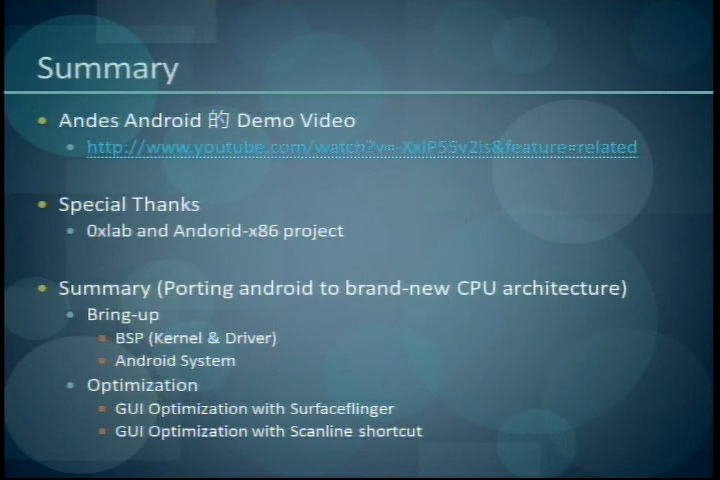 Summary
Andes Android 的 Demo Video
Special Thanks
0xlab and Andorid-x86 project
Summary (Porting android to brand-new CPU architecture)
Bring-up
BSP (Kernel & Driver)
Android System
Optimization
GUI Optimization with Surfaceflinger
GUI Optimization with Scanline shortcut